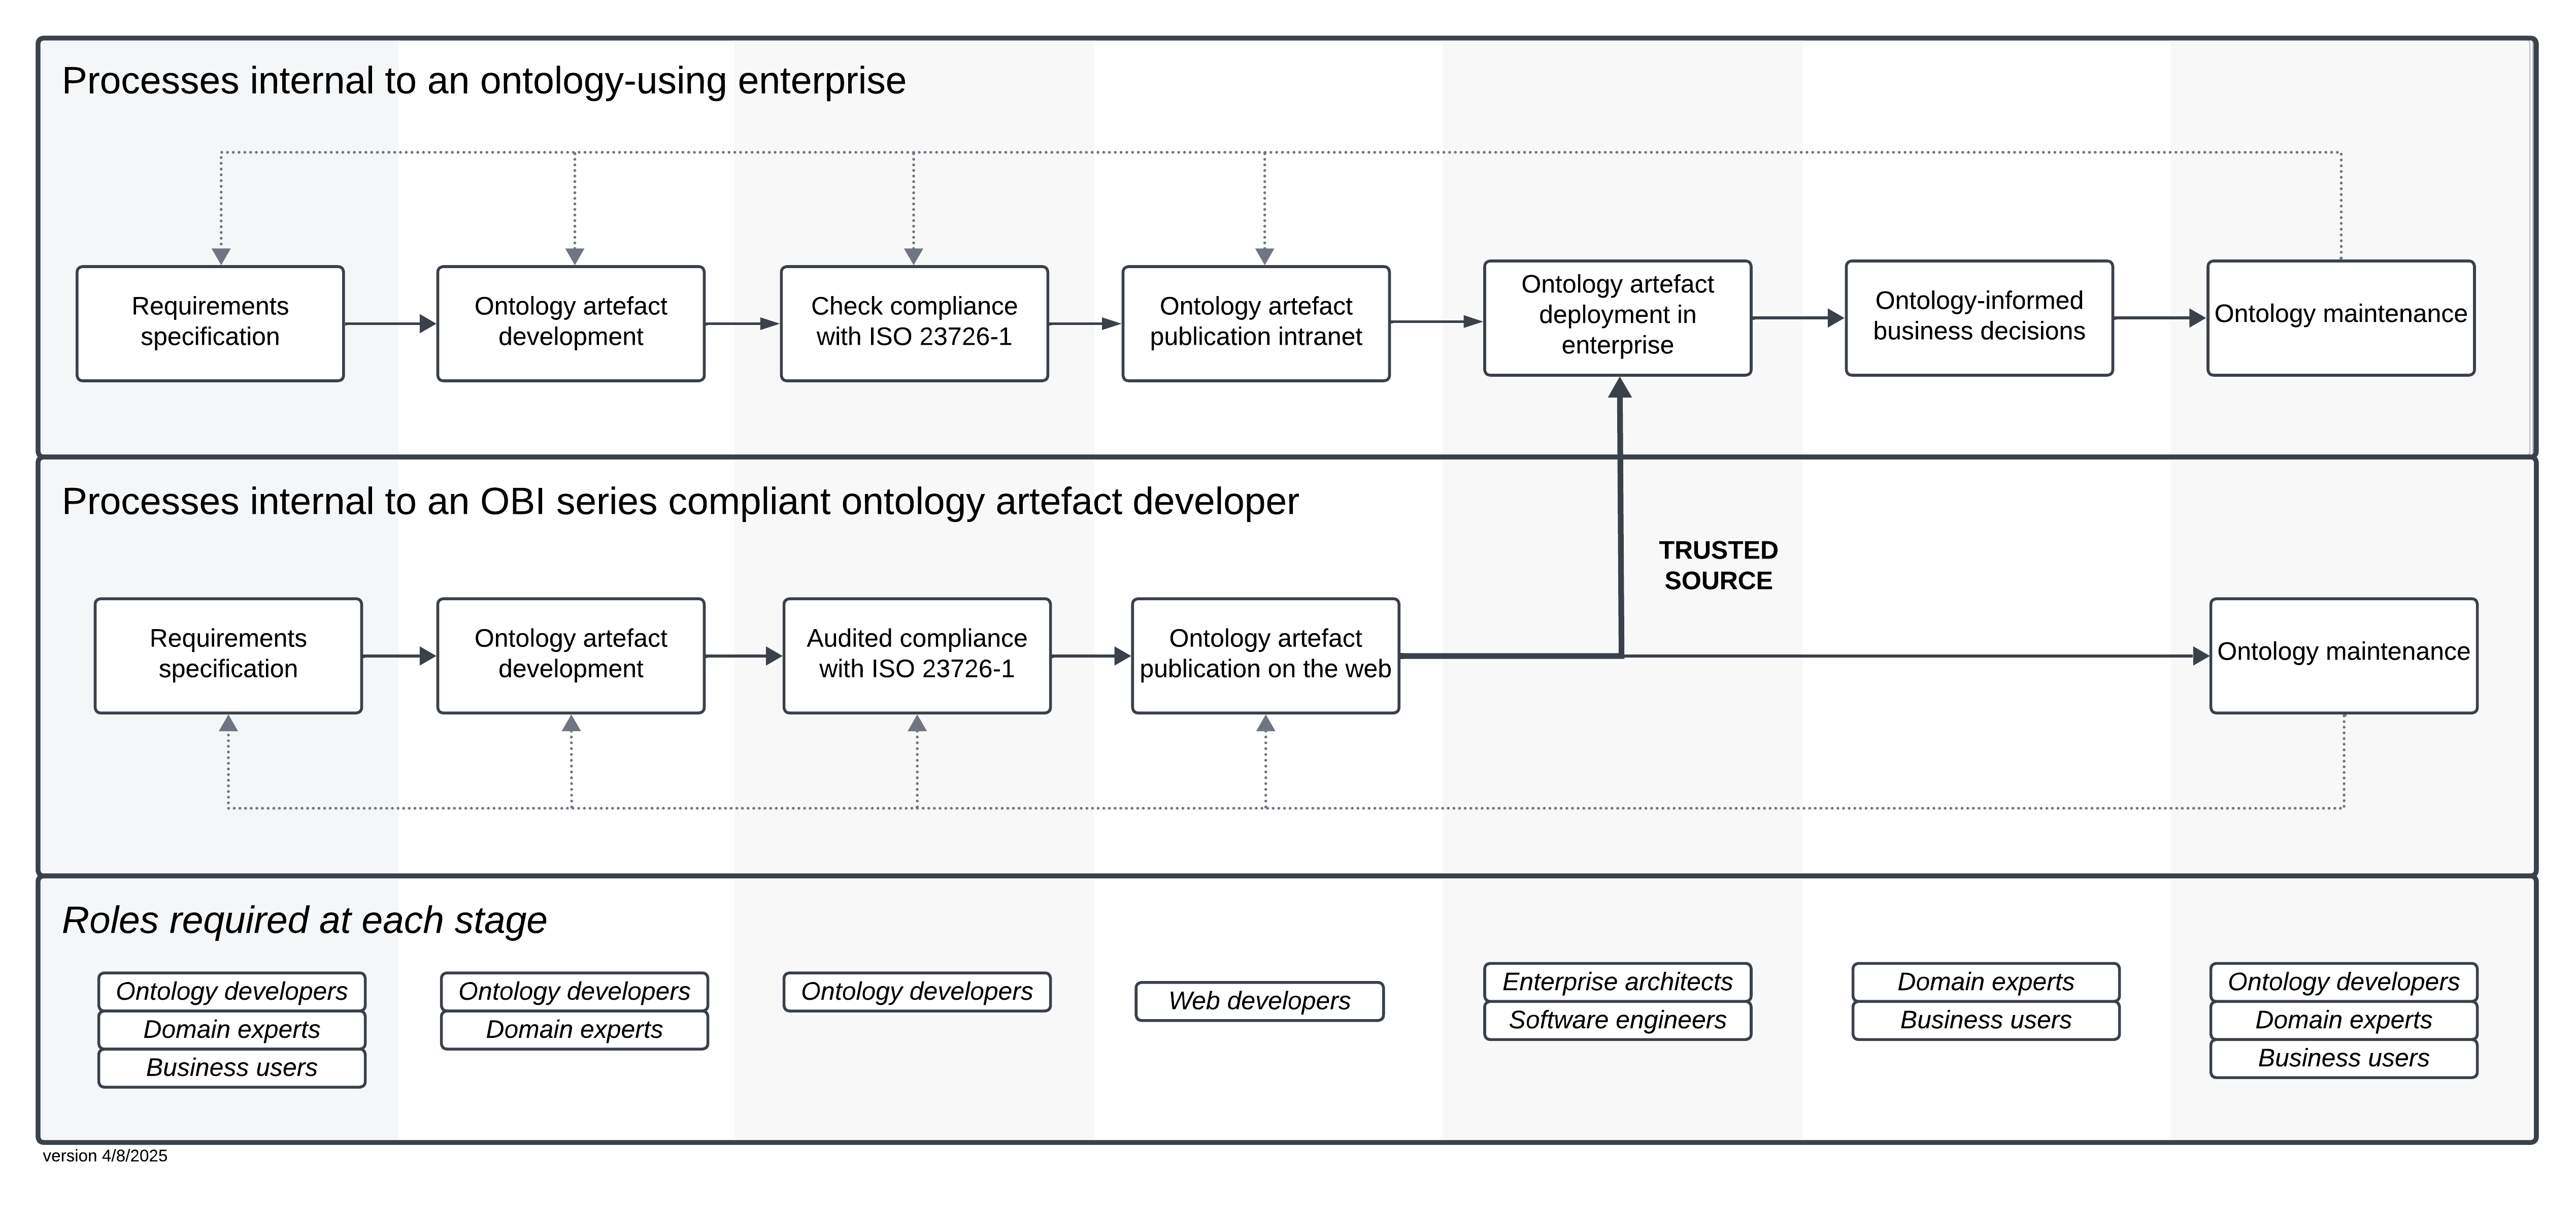 Processes internal to an ontology-using enterprise
Requirements
specification
Ontology artefact
development
Check compliance
with ISO 23726-1
Ontology artefact
publication intranet
Ontology artefact
deployment in
enterprise
Ontology-informed
business decisions
Ontology maintenance
Processes internal to an OBI series compliant ontology artefact developer
TRUSTED
SOURCE
Requirements
specification
Ontology artefact
development
Audited compliance
with ISO 23726-1
Ontology artefact
publication on the web
Ontology maintenance
Roles required at each stage
Ontology developers
Domain experts
Business users
Ontology developers
Domain experts
Ontology developers
Web developers
Enterprise architects
Software engineers
Domain experts
Business users
Ontology developers
Domain experts
Business users
version 4/8/2025